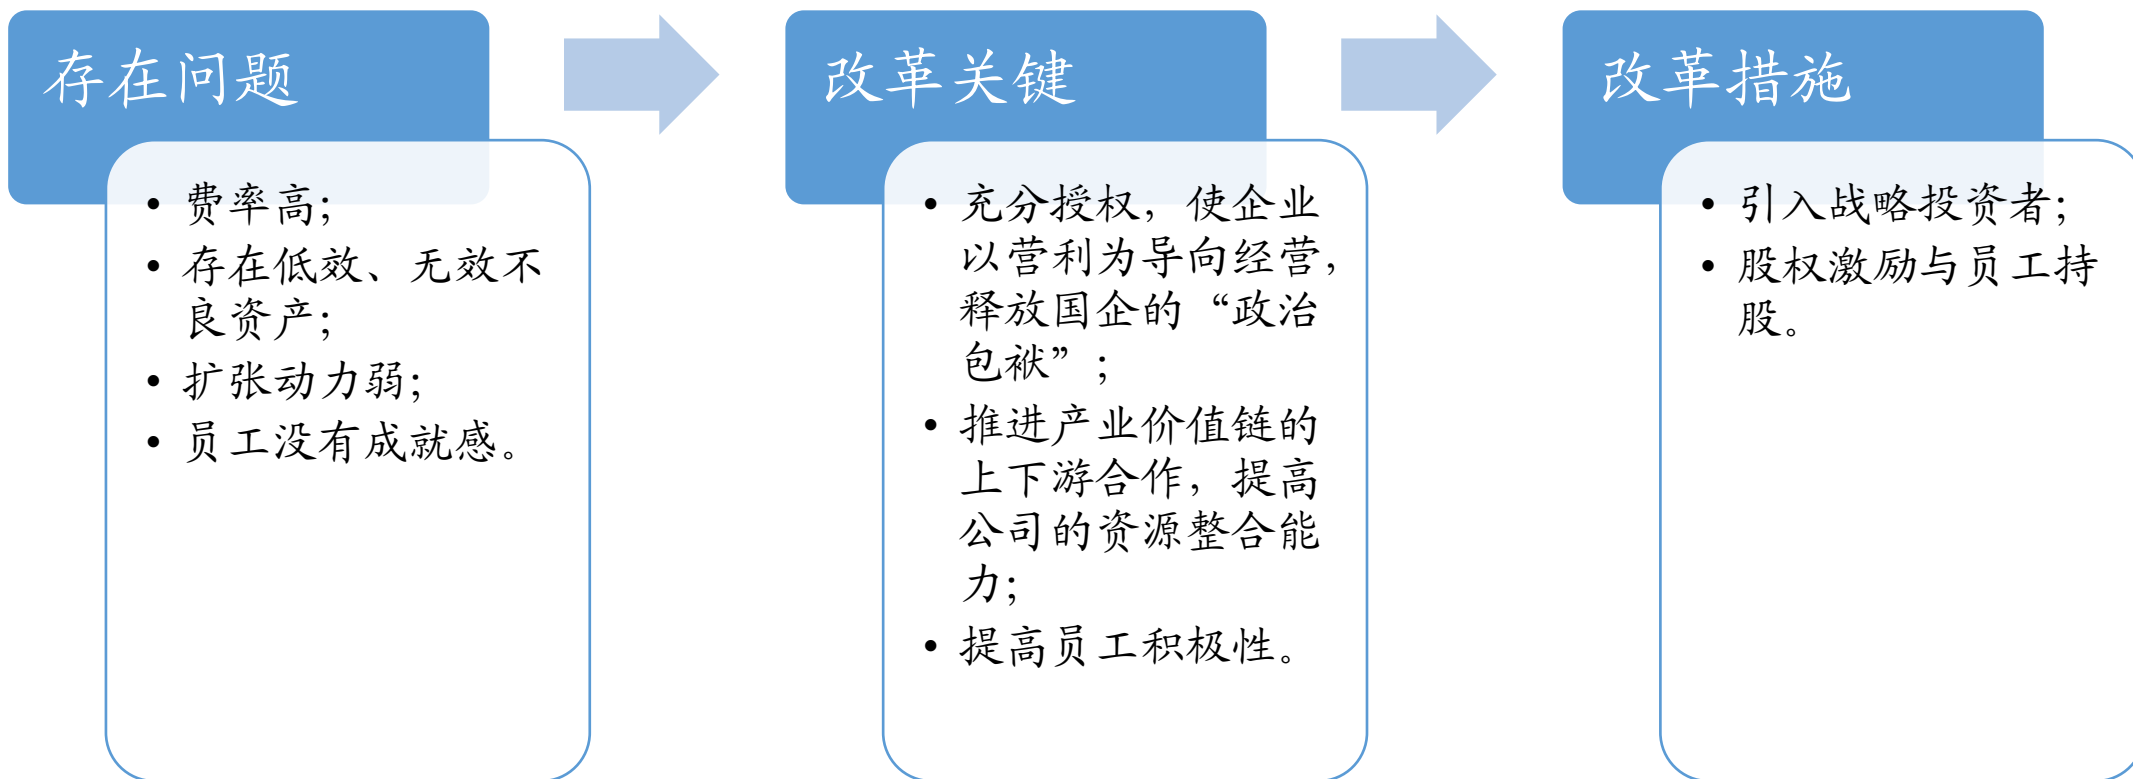 存在问题
• 费率高；
• 存在低效、无效不
良资产；
• 扩张动力弱；
• 员工没有成就感。
改革关键
• 充分授权，使企业
以营利为导向经营，
释放国企的“政治
包袱”；
• 推进产业价值链的
上下游合作，提高
公司的资源整合能
力；
• 提高员工积极性。
改革措施
• 引入战略投资者；
• 股权激励与员工持
股。